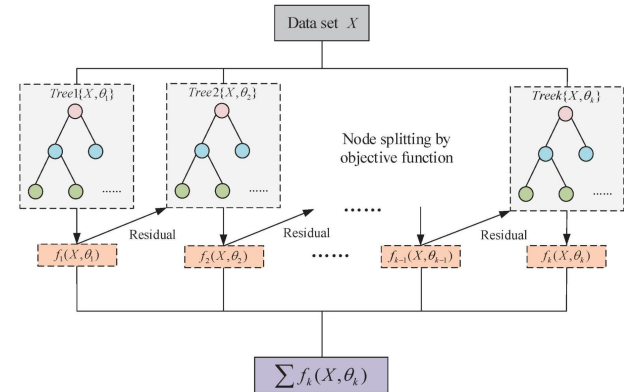 Data set X
Tree1{X,θ₁}
Tree2{X,θ₂}
Treek{X,θₖ}
Node splitting by
objective function
......
......
......
......
Residual
Residual
Residual
f₁(X,θ₁)
f₂(X,θ₂)
......
fₖ₋₁(X,θₖ₋₁)
fₖ(X,θₖ)
∑ fₖ(X,θₖ)